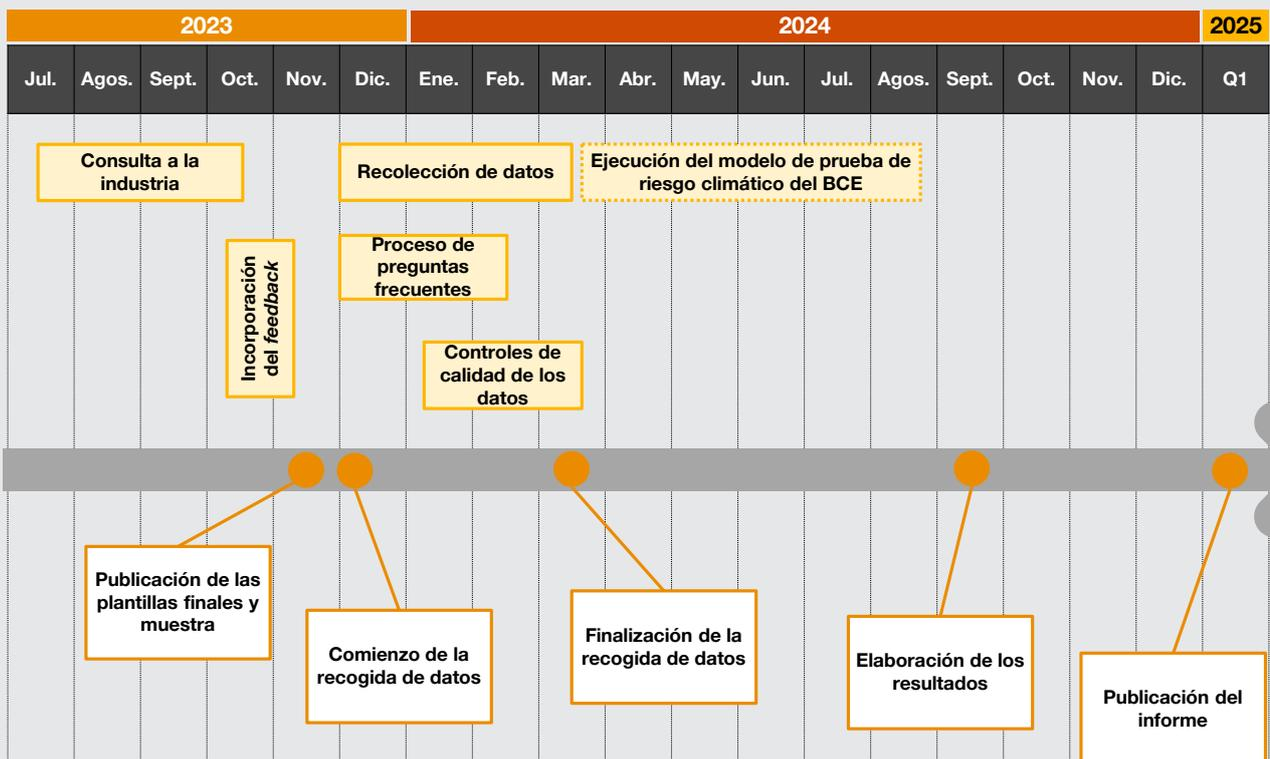 2023 2024 2025
Jul. Agos. Sept. Oct. Nov. Dic. Ene. Feb. Mar. Abr. May. Jun. Jul. Agos. Sept. Oct. Nov. Dic. Q1
Consulta a la
industria
Recolección de datos
Ejecución del modelo de prueba de
riesgo climático del BCE
Incorporación
del feedback
Proceso de
preguntas
frecuentes
Controles de
calidad de los
datos
Publicación de las
plantillas finales y
muestra
Comienzo de la
recogida de datos
Finalización de la
recogida de datos
Elaboración de los
resultados
Publicación del
informe